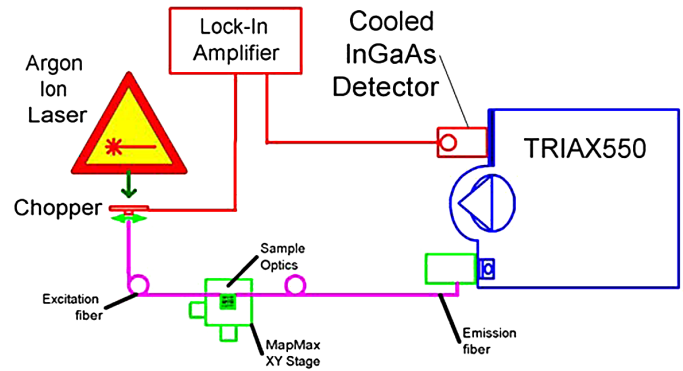 Lock-In
Amplifier
Cooled
InGaAs
Detector
Argon
Ion
Laser
TRIAX550
Chopper
Sample
Optics
Excitation
fiber
MapMax
XY Stage
Emission
fiber